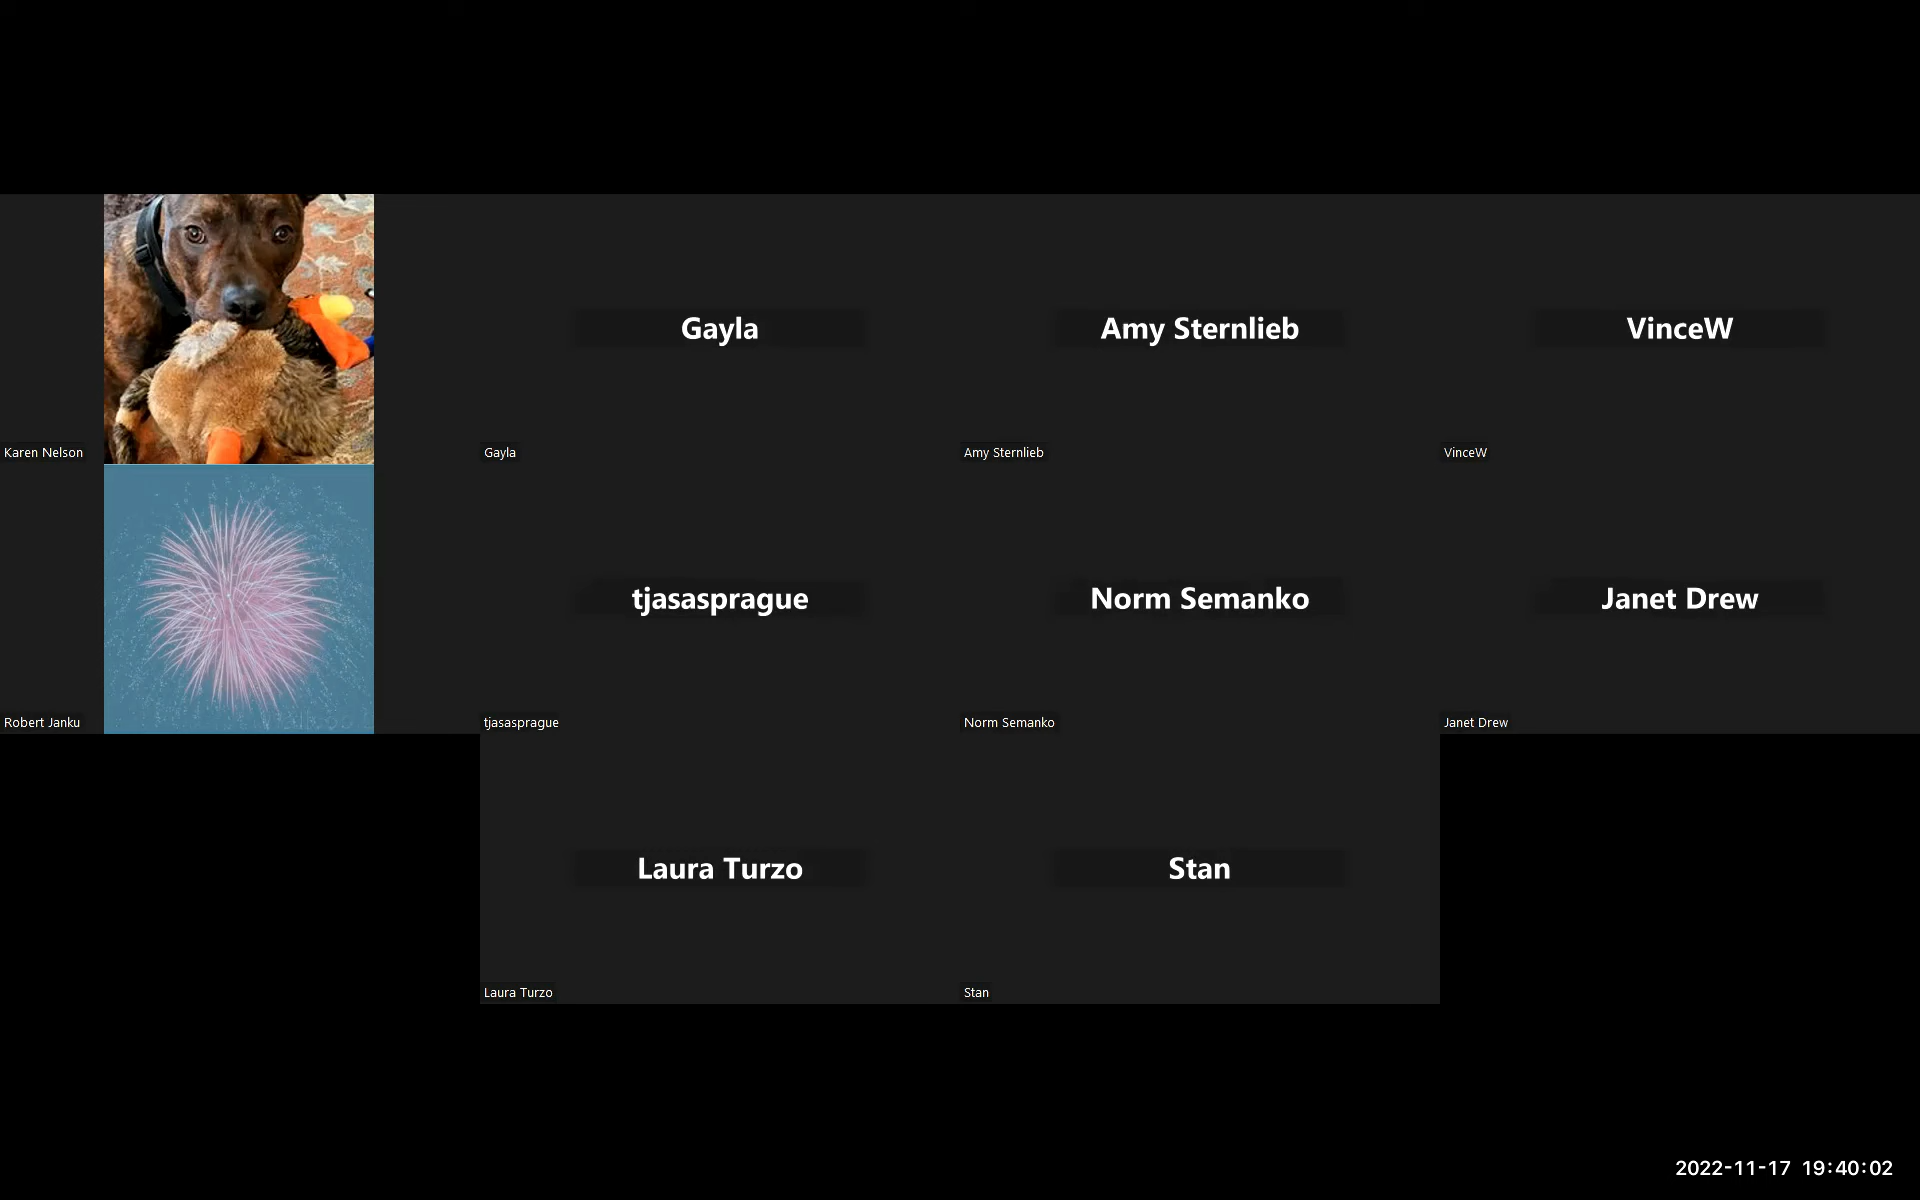 Gayla
Amy Sternlieb
VinceW
Karen Nelson
Gayla
Amy Sternlieb
VinceW
tjasasprague
Norm Semanko
Janet Drew
Robert Janku
tjasasprague
Norm Semanko
Janet Drew
Laura Turzo
Stan
Laura Turzo
Stan
2022-11-17 19:40:02